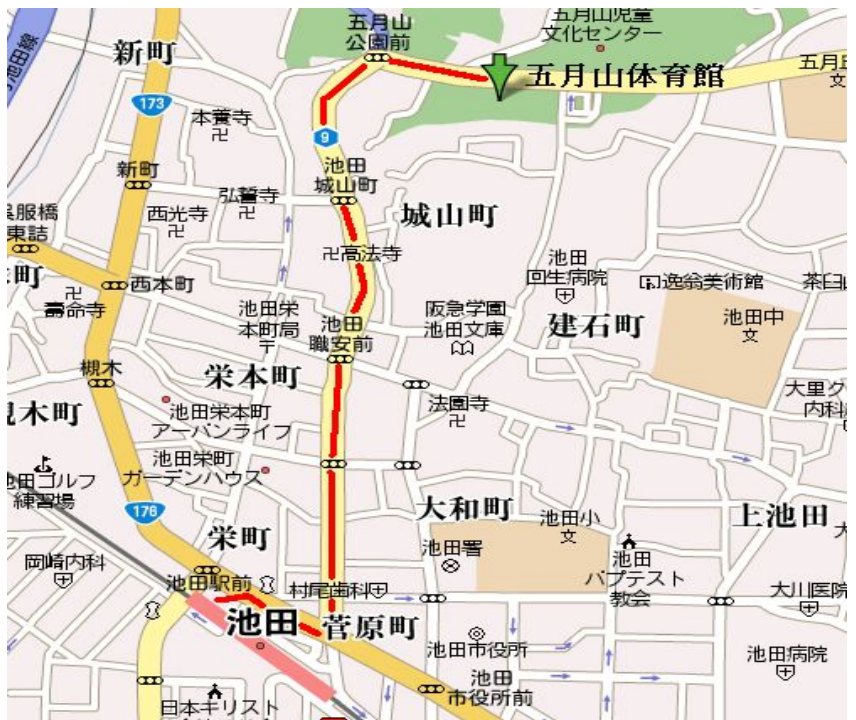 五月山
公園前
五月山児童
文化センター
新町
五月山体育館
173
本養寺
9
池田
城山町
新町
弘誓寺
西光寺
城山町
呉服橋
東詰
高法寺
池田
回生病院
逸翁美術館
西本町
壽命寺
池田栄
本町局
池田
職安前
阪急学園
池田文庫
建石町
池田中
槻木
栄本町
法園寺
池田栄本町
アーバンライフ
池田栄町
ガーデンハウス
池田ゴルフ
練習場
176
大和町
池田小
上池田
栄町
池田署
池田
バプテスト
教会
岡崎内科
池田駅前
村尾歯科
大川医院
池田
菅原町
池田市役所
池田病院
池田
市役所前
日本キリスト